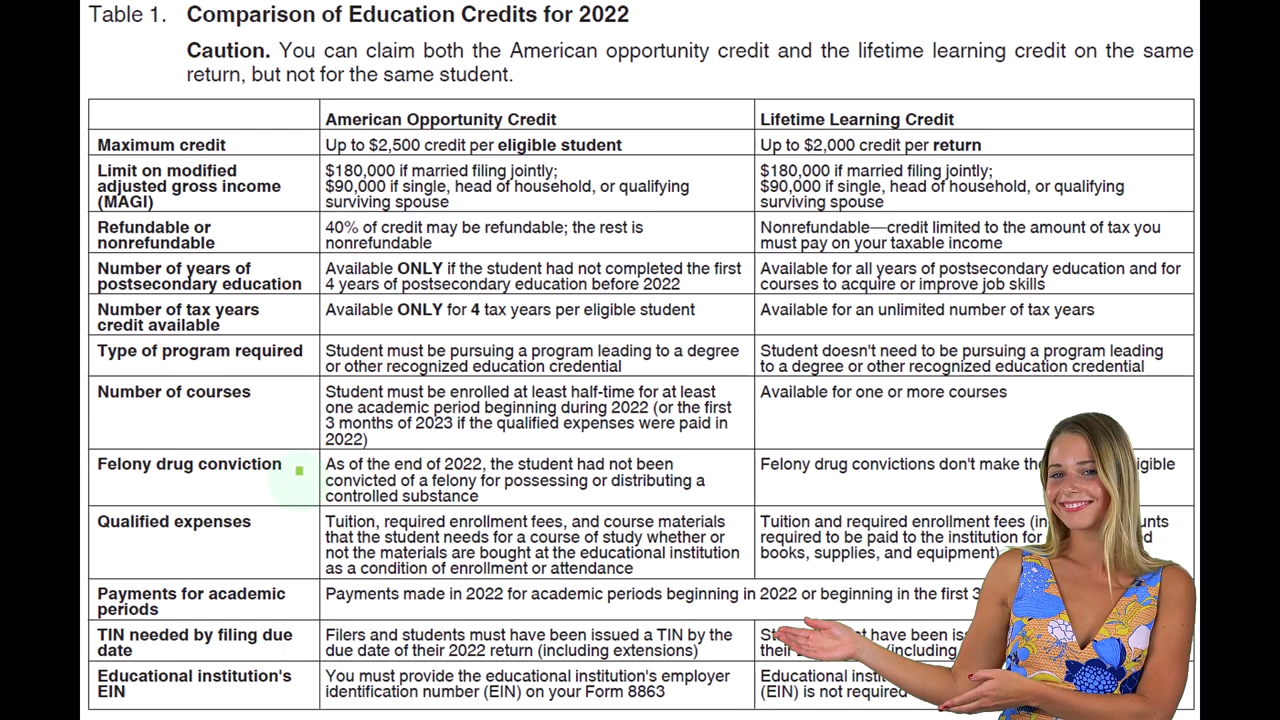 Table 1. Comparison of Education Credits for 2022
Caution. You can claim both the American opportunity credit and the lifetime learning credit on the same
return, but not for the same student.
American Opportunity Credit
Lifetime Learning Credit
Maximum credit
Up to $2,500 credit per eligible student
Up to $2,000 credit per return
Limit on modified
adjusted gross income
(MAGI)
$180,000 if married filing jointly;
$90,000 if single, head of household, or qualifying
surviving spouse
$180,000 if married filing jointly;
$90,000 if single, head of household, or qualifying
surviving spouse
Refundable or
nonrefundable
40% of credit may be refundable; the rest is
nonrefundable
Nonrefundable—credit limited to the amount of tax you
must pay on your taxable income
Number of years of
postsecondary education
Available ONLY if the student had not completed the first
4 years of postsecondary education before 2022
Available for all years of postsecondary education and for
courses to acquire or improve job skills
Number of tax years
credit available
Available ONLY for 4 tax years per eligible student
Available for an unlimited number of tax years
Type of program required
Student must be pursuing a program leading to a degree
or other recognized education credential
Student doesn't need to be pursuing a program leading
to a degree or other recognized education credential
Number of courses
Student must be enrolled at least half-time for at least
one academic period beginning during 2022 (or the first
3 months of 2023 if the qualified expenses were paid in
2022)
Available for one or more courses
Felony drug conviction
As of the end of 2022, the student had not been
convicted of a felony for possessing or distributing a
controlled substance
Felony drug convictions don't make the
Qualified expenses
Tuition, required enrollment fees, and course materials
that the student needs for a course of study whether or
not the materials are bought at the educational institution
as a condition of enrollment or attendance
Tuition and required enrollment fees
required to be paid to the institution for
books, supplies, and equipment)
Payments for academic
periods
Payments made in 2022 for academic periods beginning in 2022 or beginning in the first 3
TIN needed by filing due
date
Filers and students must have been issued a TIN by the
due date of their 2022 return (including extensions)
have been
(including
Educational institution's
EIN
You must provide the educational institution's employer
identification number (EIN) on your Form 8863
Educational
(EIN) is not required